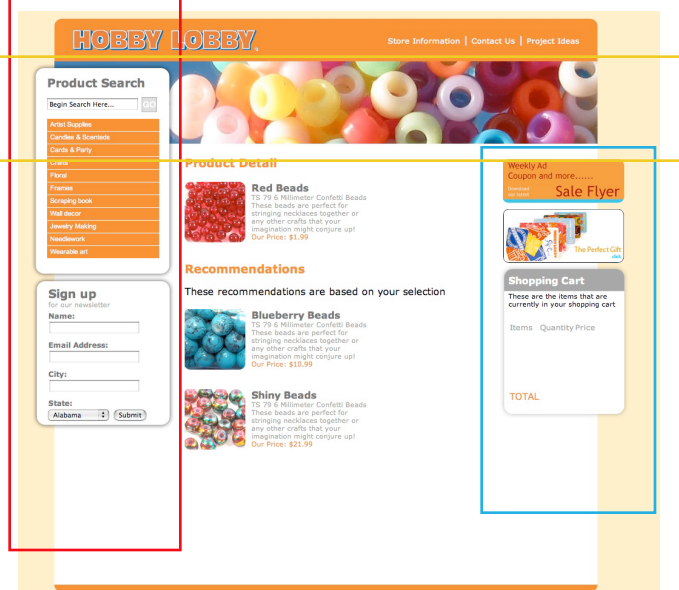 HOBBY LOBBY
Store Information | Contact Us | Project Ideas
Product Search
Begin Search Here...
GO
Artist Supplies
Candles & Scenteds
Cards & Party
Crafts
Floral
Frames
Scraping book
Wall decor
Jewelry Making
Needlework
Wearable art
Sign up
for our newsletter
Name:
Email Address:
City:
State:
Alabama
Submit
Product Detail
Red Beads
TS 79 6 Millimeter Confetti Beads
These beads are perfect for
stringing necklaces together or
any other crafts that your
imagination might conjure up!
Our Price: $1.99
Recommendations
These recommendations are based on your selection
Blueberry Beads
TS 79 6 Millimeter Confetti Beads
These beads are perfect for
stringing necklaces together or
any other crafts that your
imagination might conjure up!
Our Price: $10.99
Shiny Beads
TS 79 6 Millimeter Confetti Beads
These beads are perfect for
stringing necklaces together or
any other crafts that your
imagination might conjure up!
Our Price: $21.99
Weekly Ad
Coupon and more......
Download
Sale Flyer
The Perfect Gift
click
Shopping Cart
These are the items that are
currently in your shopping cart
Items Quantity Price
TOTAL